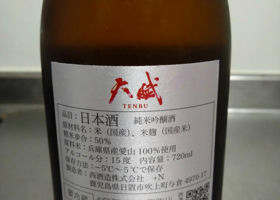 天賦
TENBU
品目：日本酒 純米吟醸酒
原材料名：米（国産）、米麹（国産米）
精米歩合：50％
原料米：兵庫県産愛山100％使用
アルコール分：15度 内容量：720ml
保存方法：−5℃〜5℃で保存
製造者：西酒造株式会社 +N
鹿児島県日置市吹上町与倉4970-17